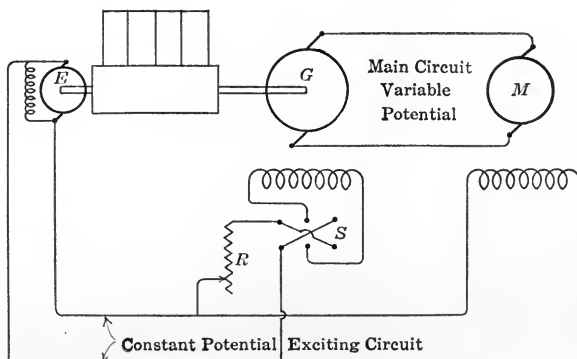 E
G
Main Circuit
Variable
Potential
M
S
R
Constant Potential Exciting Circuit